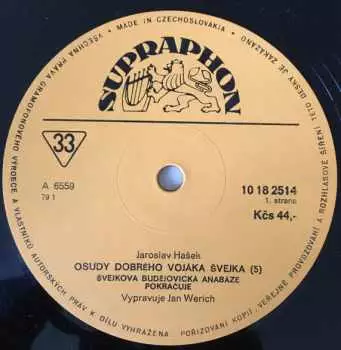 • MADE IN CZECHOSLOVAKIA •
VŠECHNA PRÁVA GRAMOFONOVÉHO VÝROBCE A VLASTNÍKŮ AUTORSKÝCH PRÁV K DÍLU VYHRAZENA. POŘIZOVÁNÍ KOPIÍ, VEŘEJNÉ PROVOZOVÁNÍ A ROZHLASOVÉ ŠÍŘENÍ TÉTO DESKY JE ZAKÁZÁNO
SUPRAPHON
33
A 6559
79 1
10 18 2514
1. strana
Kčs 44,-
Jaroslav Hašek
OSUDY DOBRÉHO VOJÁKA ŠVEJKA (5)
ŠVEJKOVA BUDĚJOVICKÁ ANABÁZE
POKRAČUJE
Vypravuje Jan Werich